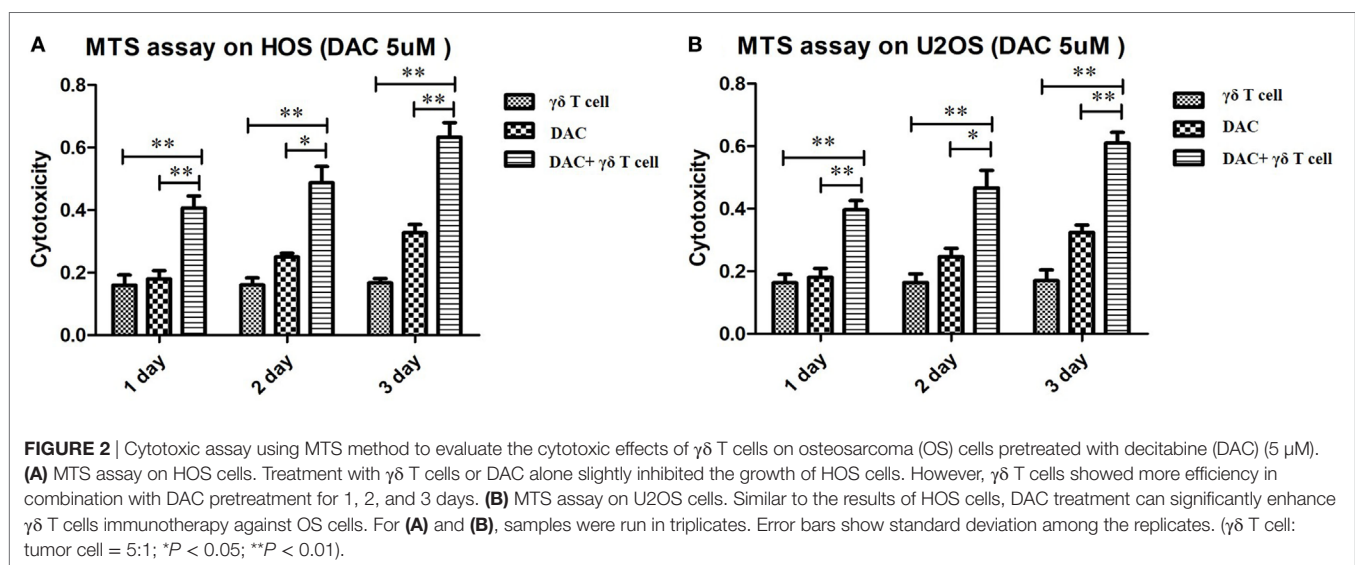 A MTS assay on HOS (DAC 5uM )
Cytotoxicity
0.8
0.6
0.4
0.2
0.0
**
**
**
*
**
**
1 day
2 day
3 day
γδ T cell
DAC
DAC+ γδ T cell
B MTS assay on U2OS (DAC 5uM )
Cytotoxicity
0.8
0.6
0.4
0.2
0.0
**
**
**
*
**
**
1 day
2 day
3 day
γδ T cell
DAC
DAC+ γδ T cell
FIGURE 2 | Cytotoxic assay using MTS method to evaluate the cytotoxic effects of γδ T cells on osteosarcoma (OS) cells pretreated with decitabine (DAC) (5 μM).
(A) MTS assay on HOS cells. Treatment with γδ T cells or DAC alone slightly inhibited the growth of HOS cells. However, γδ T cells showed more efficiency in
combination with DAC pretreatment for 1, 2, and 3 days. (B) MTS assay on U2OS cells. Similar to the results of HOS cells, DAC treatment can significantly enhance
γδ T cells immunotherapy against OS cells. For (A) and (B), samples were run in triplicates. Error bars show standard deviation among the replicates. (γδ T cell:
tumor cell = 5:1; *P < 0.05; **P < 0.01).